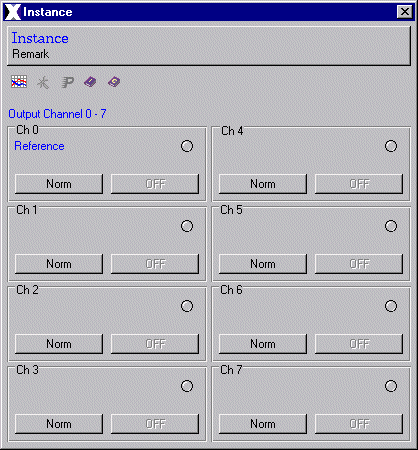 Instance
Instance
Remark
Output Channel 0 - 7
Ch 0
Reference
Norm OFF
Ch 1
Norm OFF
Ch 2
Norm OFF
Ch 3
Norm OFF
Ch 4
Norm OFF
Ch 5
Norm OFF
Ch 6
Norm OFF
Ch 7
Norm OFF